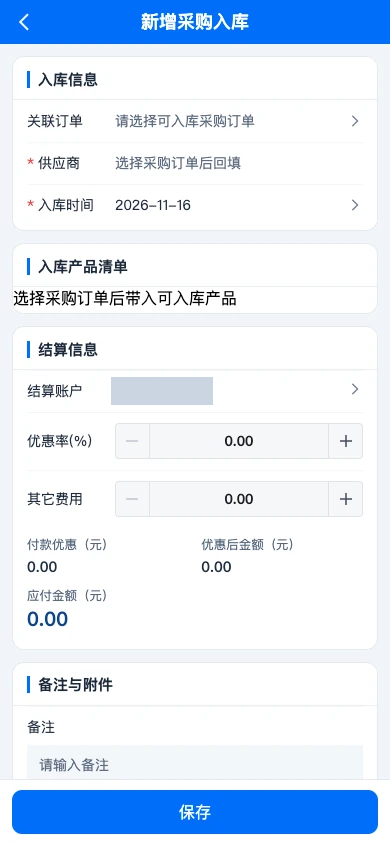 新增采购入库
入库信息
关联订单 请选择可入库采购订单
* 供应商 选择采购订单后回填
* 入库时间 2026-11-16
入库产品清单
选择采购订单后带入可入库产品
结算信息
结算账户
优惠率(%) 0.00
其它费用 0.00
付款优惠（元） 优惠后金额（元）
0.00 0.00
应付金额（元）
0.00
备注与附件
备注
请输入备注
保存